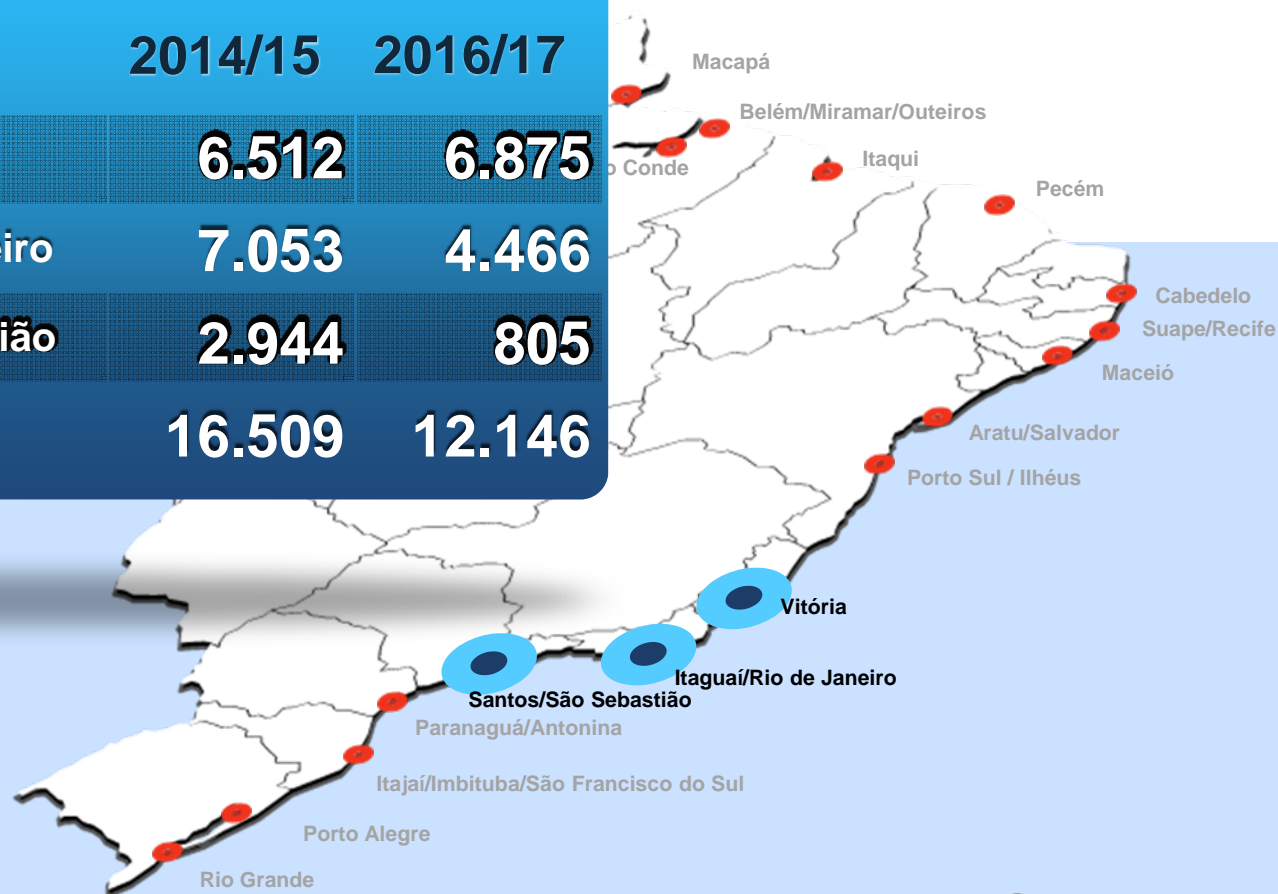 2014/15 2016/17
6.512 6.875
eiro 7.053 4.466
ião 2.944 805
16.509 12.146
Macapá
Belém/Miramar/Outeiros
o Conde
Itaqui
Pecém
Cabedelo
Suape/Recife
Maceió
Aratu/Salvador
Porto Sul / Ilhéus
Vitória
Itaguaí/Rio de Janeiro
Santos/São Sebastião
Paranaguá/Antonina
Itajaí/Imbituba/São Francisco do Sul
Porto Alegre
Rio Grande